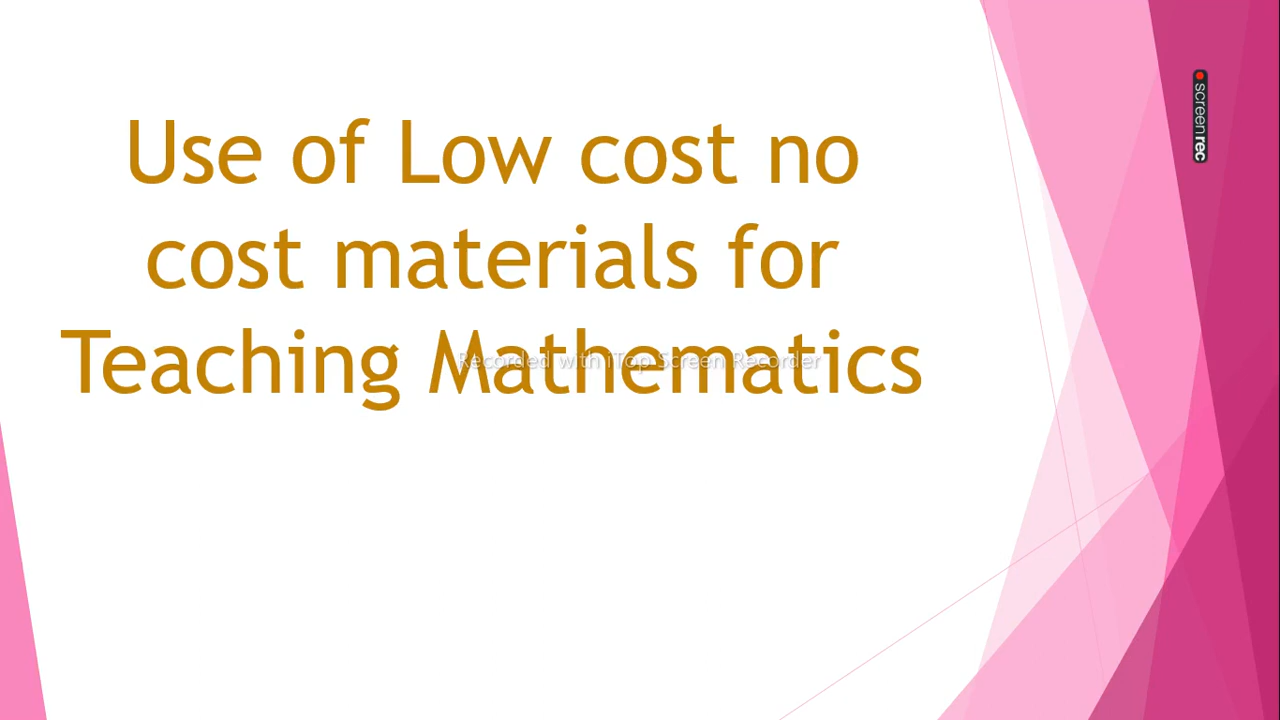 Use of Low cost no
cost materials for
Teaching Mathematics
Recorded with iTop Screen Recorder
screenrec